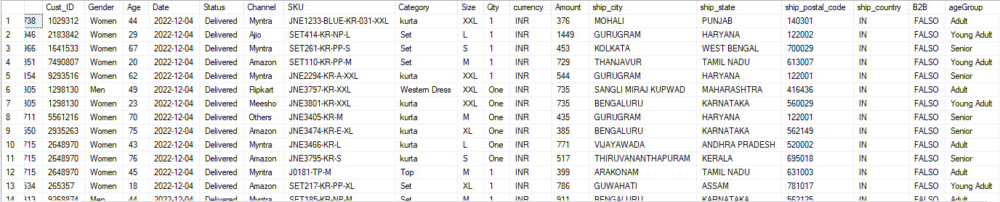 Cust_ID Gender Age Date Status Channel SKU Category Size Qty currency Amount ship_city ship_state ship_postal_code ship_country B2B ageGroup
1 738 1029312 Women 44 2022-12-04 Delivered Myntra JNE1233-BLUE-KR-031-XXL kurta XXL 1 INR 376 MOHALI PUNJAB 140301 IN FALSO Adult
2 946 2183842 Women 29 2022-12-04 Delivered Ajio SET414-KR-NP-L Set L 1 INR 1449 GURUGRAM HARYANA 122002 IN FALSO Young Adult
3 966 1641533 Women 67 2022-12-04 Delivered Myntra SET261-KR-PP-S Set S 1 INR 453 KOLKATA WEST BENGAL 700029 IN FALSO Senior
4 851 7490807 Women 20 2022-12-04 Delivered Amazon SET110-KR-PP-M Set M 1 INR 729 THANJAVUR TAMIL NADU 613007 IN FALSO Young Adult
5 154 9293516 Women 62 2022-12-04 Delivered Myntra JNE2294-KR-A-XXL kurta XXL 1 INR 544 GURUGRAM HARYANA 122001 IN FALSO Senior
6 305 1298130 Men 49 2022-12-04 Delivered Flipkart JNE3797-KR-XXL Western Dress XXL One INR 735 SANGLI MIRAJ KUPWAD MAHARASHTRA 416436 IN FALSO Adult
7 305 1298130 Women 23 2022-12-04 Delivered Meesho JNE3801-KR-XXL kurta XXL One INR 735 BENGALURU KARNATAKA 560029 IN FALSO Young Adult
8 711 5561216 Women 70 2022-12-04 Delivered Others JNE3405-KR-M kurta M One INR 435 GURUGRAM HARYANA 122001 IN FALSO Senior
9 550 2935263 Women 75 2022-12-04 Delivered Amazon JNE3474-KR-E-XL kurta XL One INR 385 BENGALURU KARNATAKA 562149 IN FALSO Senior
10 715 2648970 Women 43 2022-12-04 Delivered Myntra JNE3466-KR-L kurta L One INR 771 VIJAYAWADA ANDHRA PRADESH 520002 IN FALSO Adult
11 715 2648970 Women 76 2022-12-04 Delivered Amazon JNE3795-KR-S kurta S One INR 517 THIRUVANANTHAPURAM KERALA 695018 IN FALSO Senior
12 715 2648970 Women 45 2022-12-04 Delivered Myntra J0181-TP-M Top M 1 INR 399 ARAKONAM TAMIL NADU 631003 IN FALSO Adult
13 534 265357 Women 18 2022-12-04 Delivered Amazon SET217-KR-PP-XL Set XL 1 INR 786 GUWAHATI ASSAM 781017 IN FALSO Young Adult
14 313 9268874 Men 44 2022-12-04 Delivered Myntra SET185-KR-NP-M Set M 1 INR 911 BENGALURU KARNATAKA 562125 IN FALSO Adult